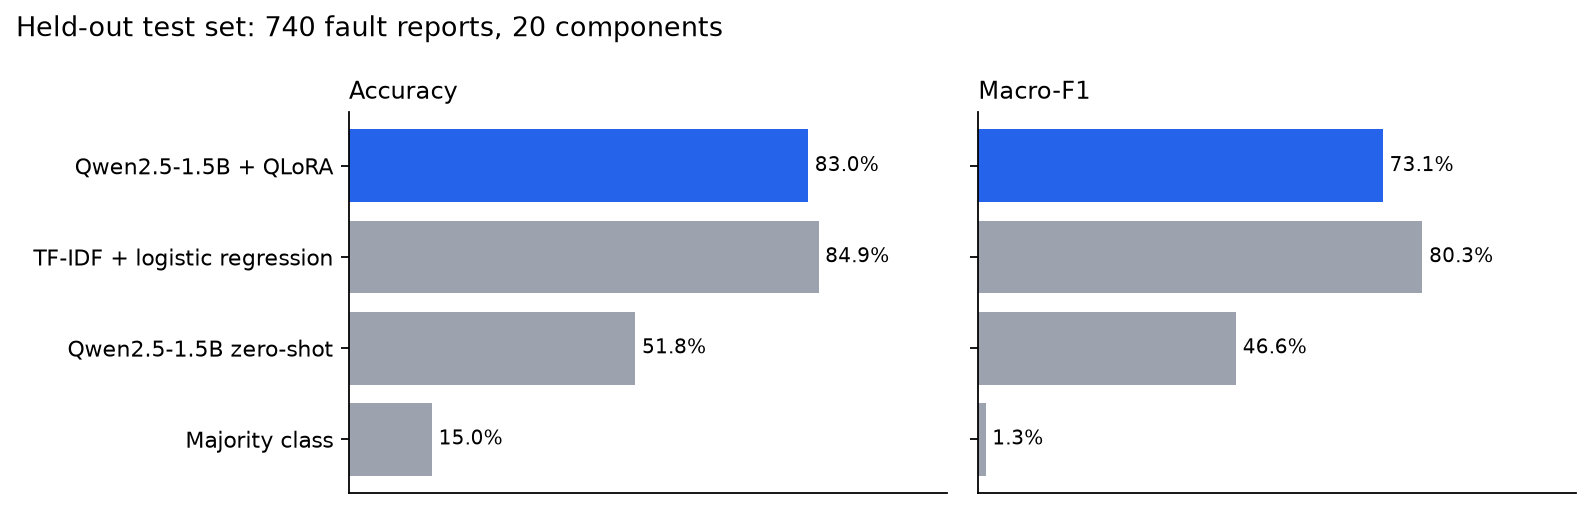 Held-out test set: 740 fault reports, 20 components
Accuracy
Macro-F1
Qwen2.5-1.5B + QLoRA
83.0%
73.1%
TF-IDF + logistic regression
84.9%
80.3%
Qwen2.5-1.5B zero-shot
51.8%
46.6%
Majority class
15.0%
1.3%